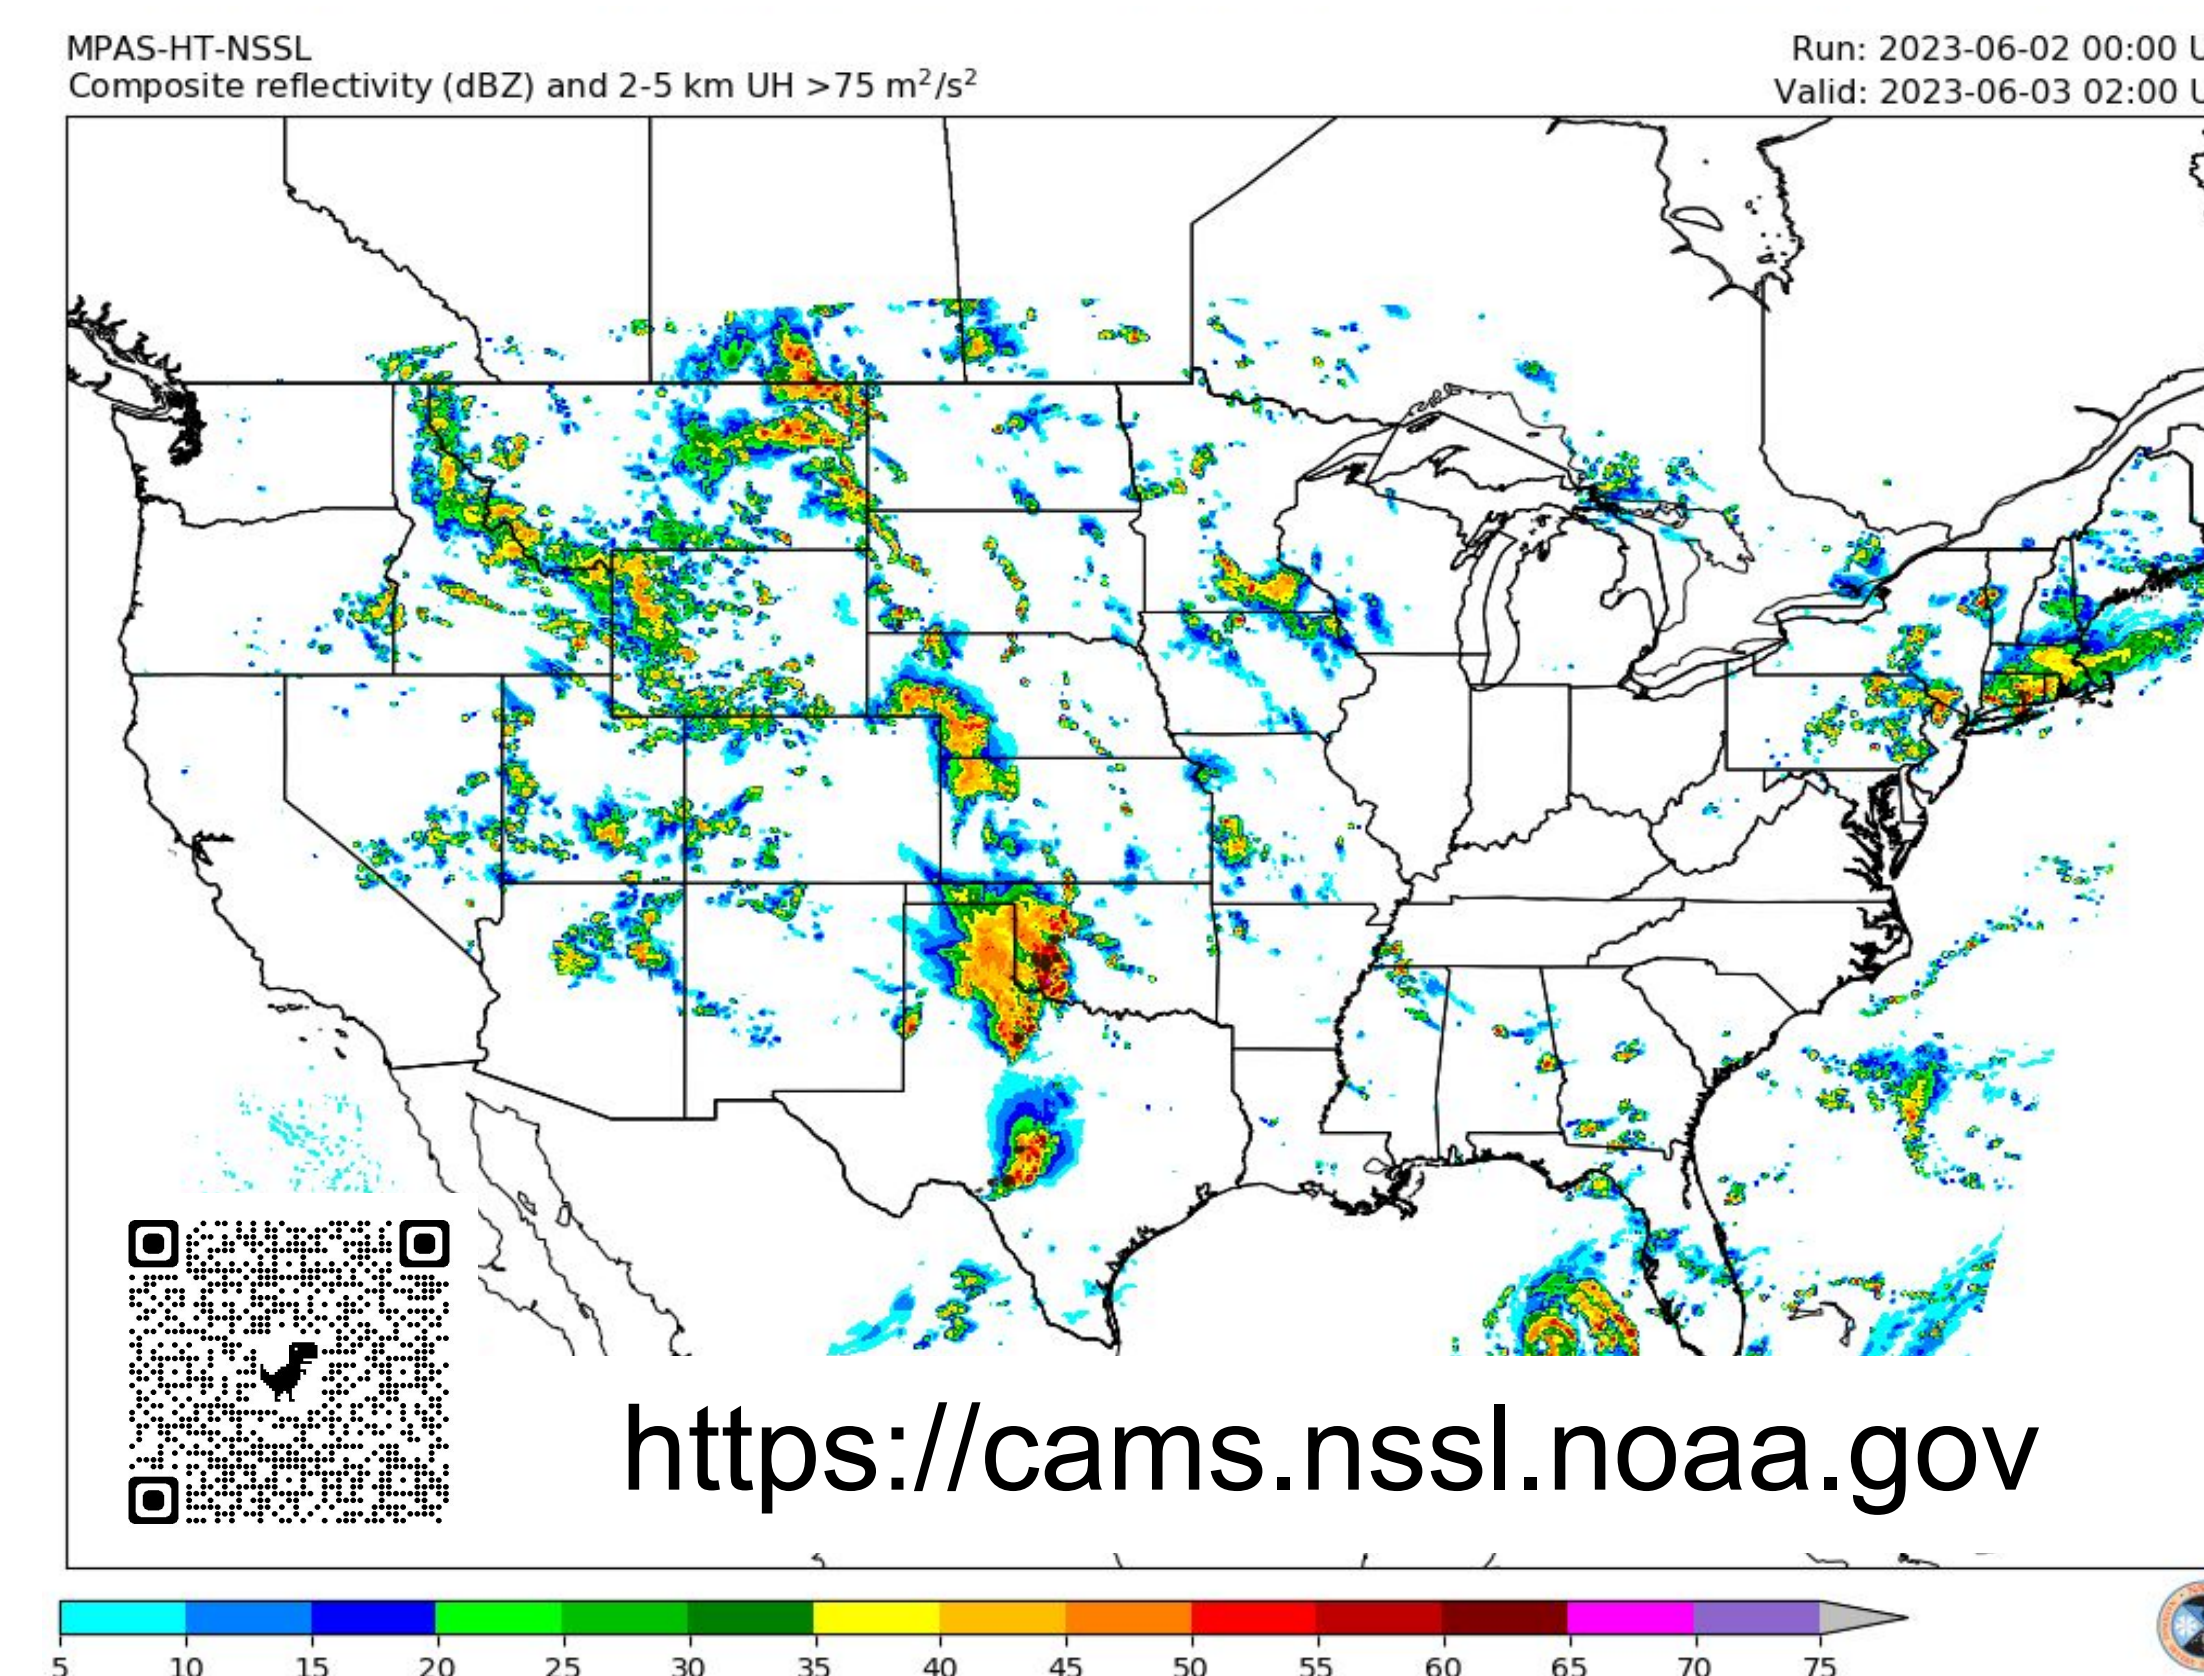 MPAS-HT-NSSL
Run: 2023-06-02 00:00 U
Composite reflectivity (dBZ) and 2-5 km UH >75 m²/s²
Valid: 2023-06-03 02:00 U
https://cams.nssl.noaa.gov
5 10 15 20 25 30 35 40 45 50 55 60 65 70 75